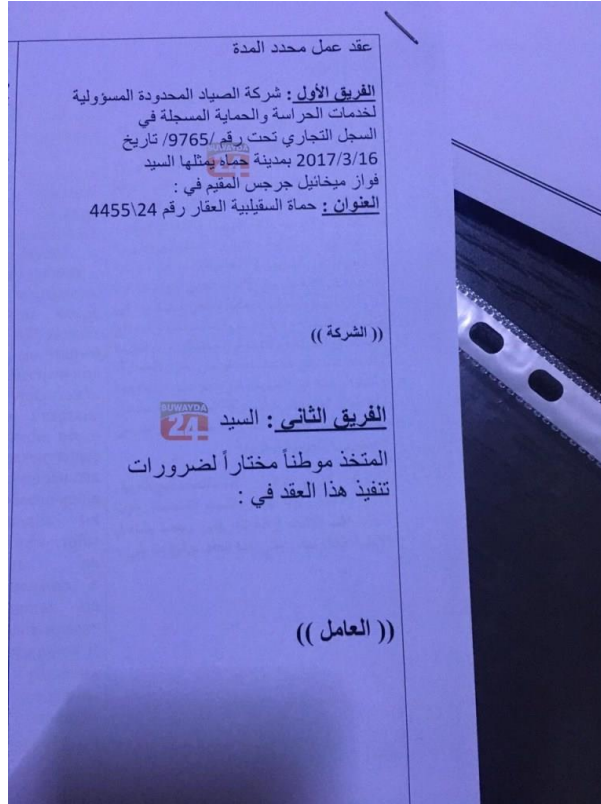 عقد عمل محدد المدة
الفريق الأول : شركة الصياد المحدودة المسؤولية
لخدمات الحراسة والحماية المسجلة في
السجل التجاري تحت رقم /9765/ تاريخ
2017/3/16 بمدينة حماه يمثلها السيد
فواز ميخائيل جرجس المقيم في :
العنوان : حماة السقيلبية العقار رقم 24\4455
(( الشركة ))
الفريق الثاني : السيد
SUWAYDA
24
المتخذ موطناً مختاراً لضرورات
تنفيذ هذا العقد في :
(( العامل ))